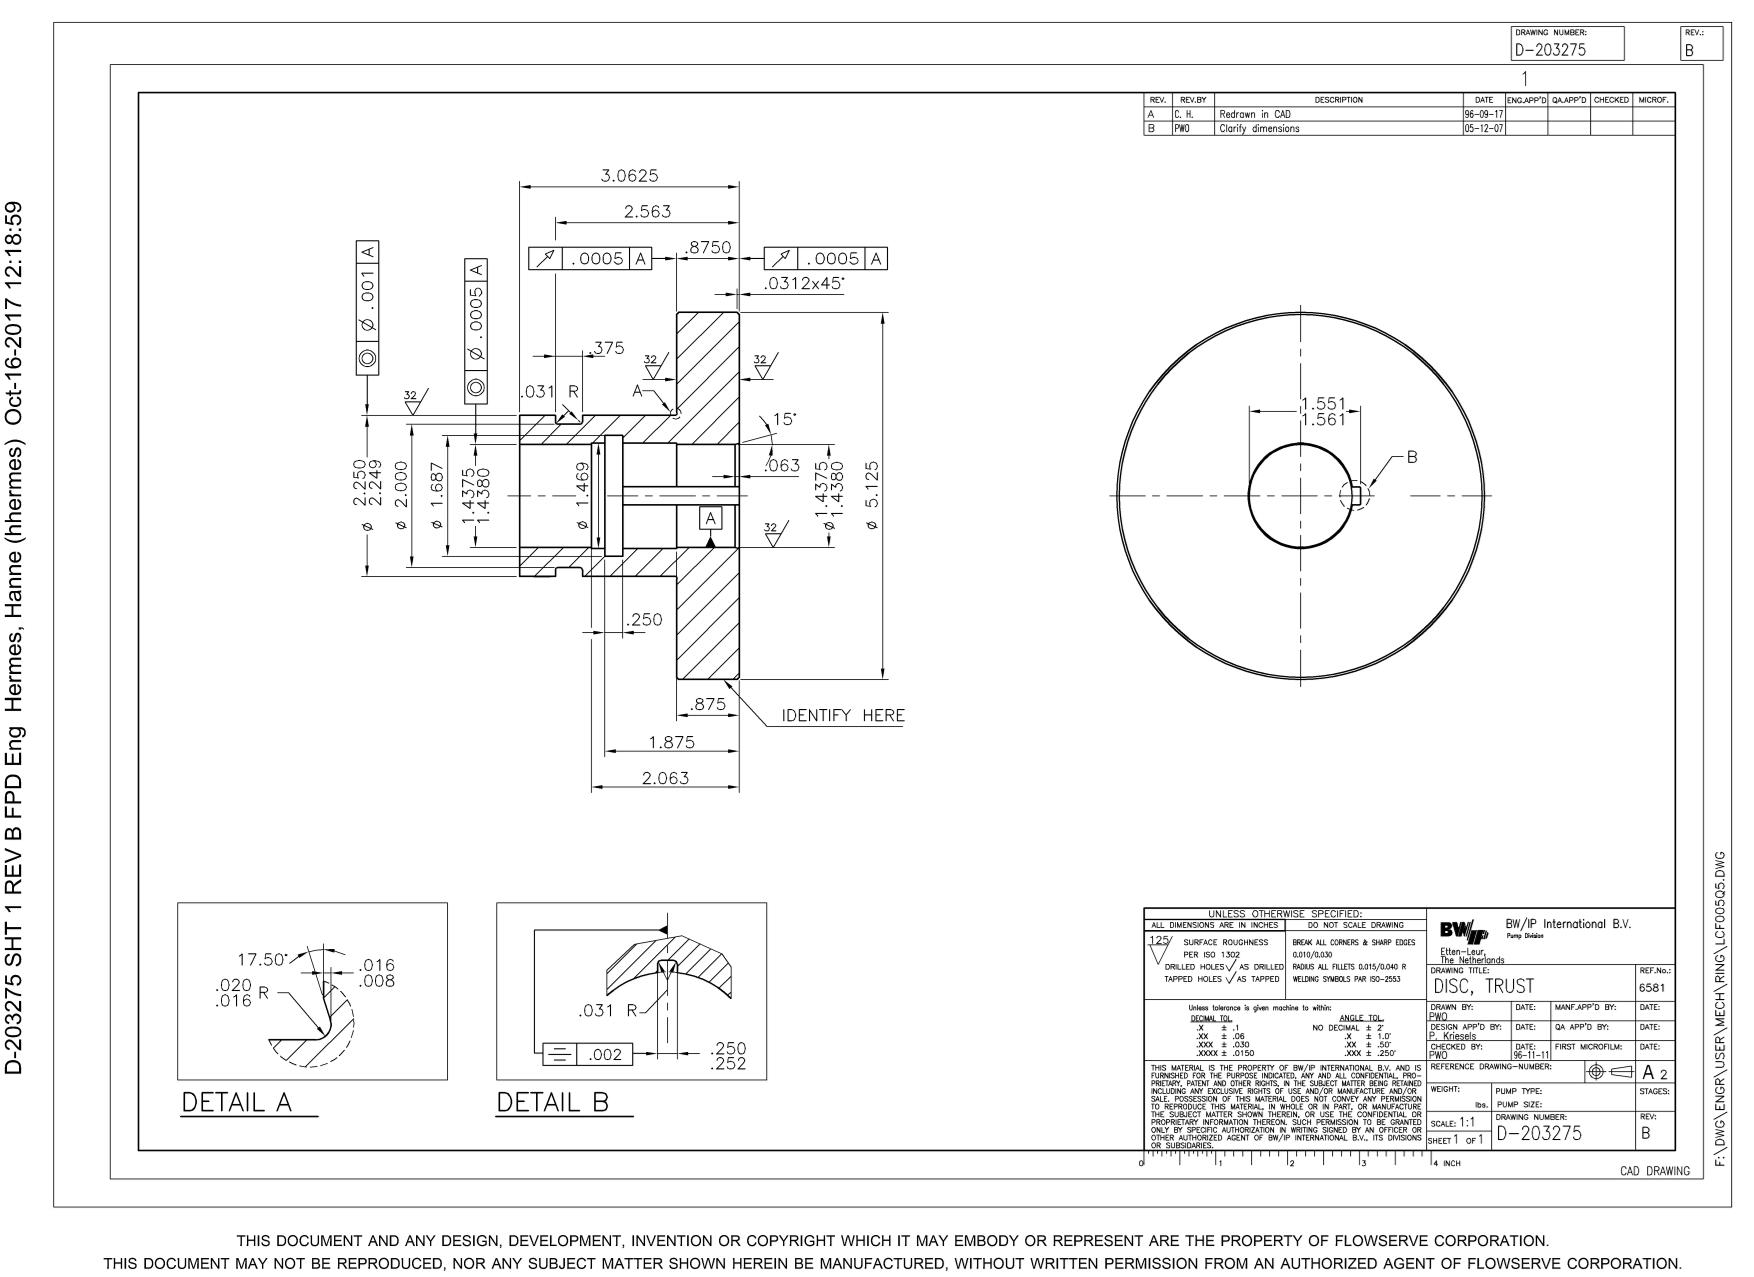 DRAWING NUMBER:
D-203275
REV.:
B
1
REV. REV.BY DESCRIPTION DATE ENG.APP'D QA.APP'D CHECKED MICROF.
A C. H. Redrawn in CAD 96-09-17
B PWO Clarify dimensions 05-12-07
D-203275 SHT 1 REV B FPD Eng Hermes, Hanne (hhermes) Oct-16-2017 12:18:59
3.0625
2.563
.8750
.0005 A
.0005 A
.0312x45°
⌀ .001 A
⌀ .0005 A
.375
32
32
32
.031 R
A
15°
.063
⌀ 2.250
2.249
⌀ 2.000
⌀ 1.687
1.4375
1.4380
⌀ 1.469
A
32
⌀ 1.4375
1.4380
⌀ 5.125
.250
.875
IDENTIFY HERE
1.875
2.063
1.551
1.561
B
17.50°
.016
.008
.020
.016 R
DETAIL A
.031 R
.002
.250
.252
DETAIL B
UNLESS OTHERWISE SPECIFIED:
ALL DIMENSIONS ARE IN INCHES
DO NOT SCALE DRAWING
125
SURFACE ROUGHNESS
PER ISO 1302
DRILLED HOLES √ AS DRILLED
TAPPED HOLES √ AS TAPPED
BREAK ALL CORNERS & SHARP EDGES
0.010/0.030
RADIUS ALL FILLETS 0.015/0.040 R
WELDING SYMBOLS PAR ISO-2553
Unless tolerance is given machine to within:
DECIMAL TOL. ANGLE TOL.
.X ± .1 NO DECIMAL ± 2°
.XX ± .06 .X ± 1.0°
.XXX ± .030 .XX ± .50°
.XXXX ± .0150 .XXX ± .250°
THIS MATERIAL IS THE PROPERTY OF BW/IP INTERNATIONAL B.V. AND IS
FURNISHED FOR THE PURPOSE INDICATED. ANY AND ALL CONFIDENTIAL, PRO-
PRIETARY, PATENT AND OTHER RIGHTS, IN THE SUBJECT MATTER BEING RETAINED
INCLUDING ANY EXCLUSIVE RIGHTS OF USE AND/OR MANUFACTURE AND/OR
SALE. POSSESSION OF THIS MATERIAL DOES NOT CONVEY ANY PERMISSION
TO REPRODUCE THIS MATERIAL, IN WHOLE OR IN PART, OR MANUFACTURE
THE SUBJECT MATTER SHOWN THEREIN, OR USE THE CONFIDENTIAL OR
PROPRIETARY INFORMATION THEREON. SUCH PERMISSION TO BE GRANTED
ONLY BY SPECIFIC AUTHORIZATION IN WRITING SIGNED BY AN OFFICER OR
OTHER AUTHORIZED AGENT OF BW/IP INTERNATIONAL B.V., ITS DIVISIONS
OR SUBSIDIARIES.
BW/IP
BW/IP International B.V.
Pump Division
Etten-Leur,
The Netherlands
DRAWING TITLE:
DISC, TRUST
REF.No.:
6581
DRAWN BY: DATE: MANF.APP'D BY: DATE:
PWO
DESIGN APP'D BY: DATE: QA APP'D BY: DATE:
P. Kriesels
CHECKED BY: DATE: FIRST MICROFILM: DATE:
PWO 96-11-11
REFERENCE DRAWING-NUMBER:
A 2
WEIGHT:
lbs.
PUMP TYPE:
PUMP SIZE:
STAGES:
SCALE: 1:1
SHEET 1 OF 1
DRAWING NUMBER:
D-203275
REV:
B
0 1 2 3 4 INCH
CAD DRAWING
F:\DWG\ENGR\USER\MECH\RING\LCF005Q5.DWG
THIS DOCUMENT AND ANY DESIGN, DEVELOPMENT, INVENTION OR COPYRIGHT WHICH IT MAY EMBODY OR REPRESENT ARE THE PROPERTY OF FLOWSERVE CORPORATION.
THIS DOCUMENT MAY NOT BE REPRODUCED, NOR ANY SUBJECT MATTER SHOWN HEREIN BE MANUFACTURED, WITHOUT WRITTEN PERMISSION FROM AN AUTHORIZED AGENT OF FLOWSERVE CORPORATION.